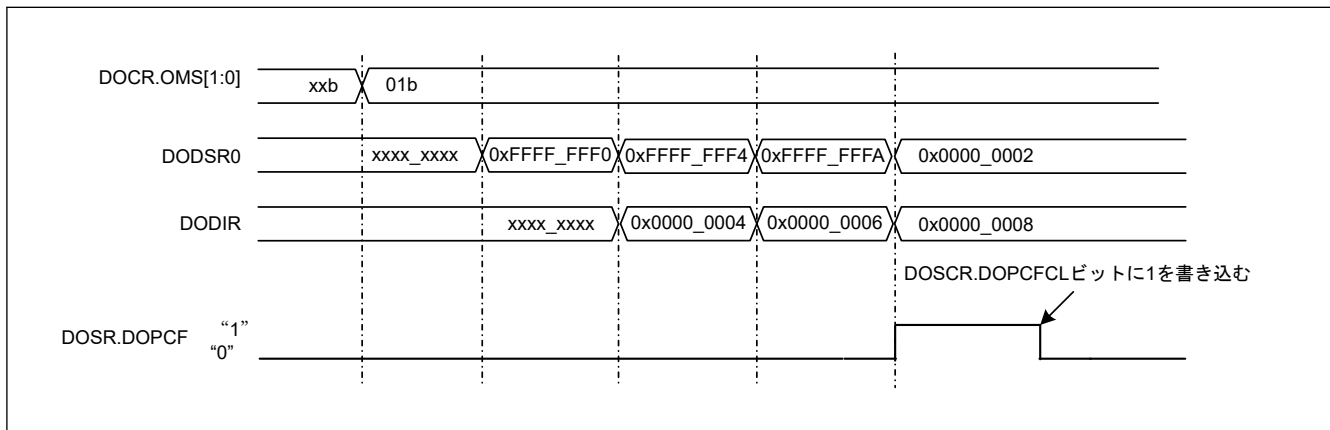 DOCR.OMS[1:0] xxb 01b
DODSR0 xxxx_xxxx 0xFFFF_FFF0 0xFFFF_FFF4 0xFFFF_FFFA 0x0000_0002
DODIR xxxx_xxxx 0x0000_0004 0x0000_0006 0x0000_0008
DOSCR.DOPCFCLビットに1を書き込む
DOSR.DOPCF “1”
“0”